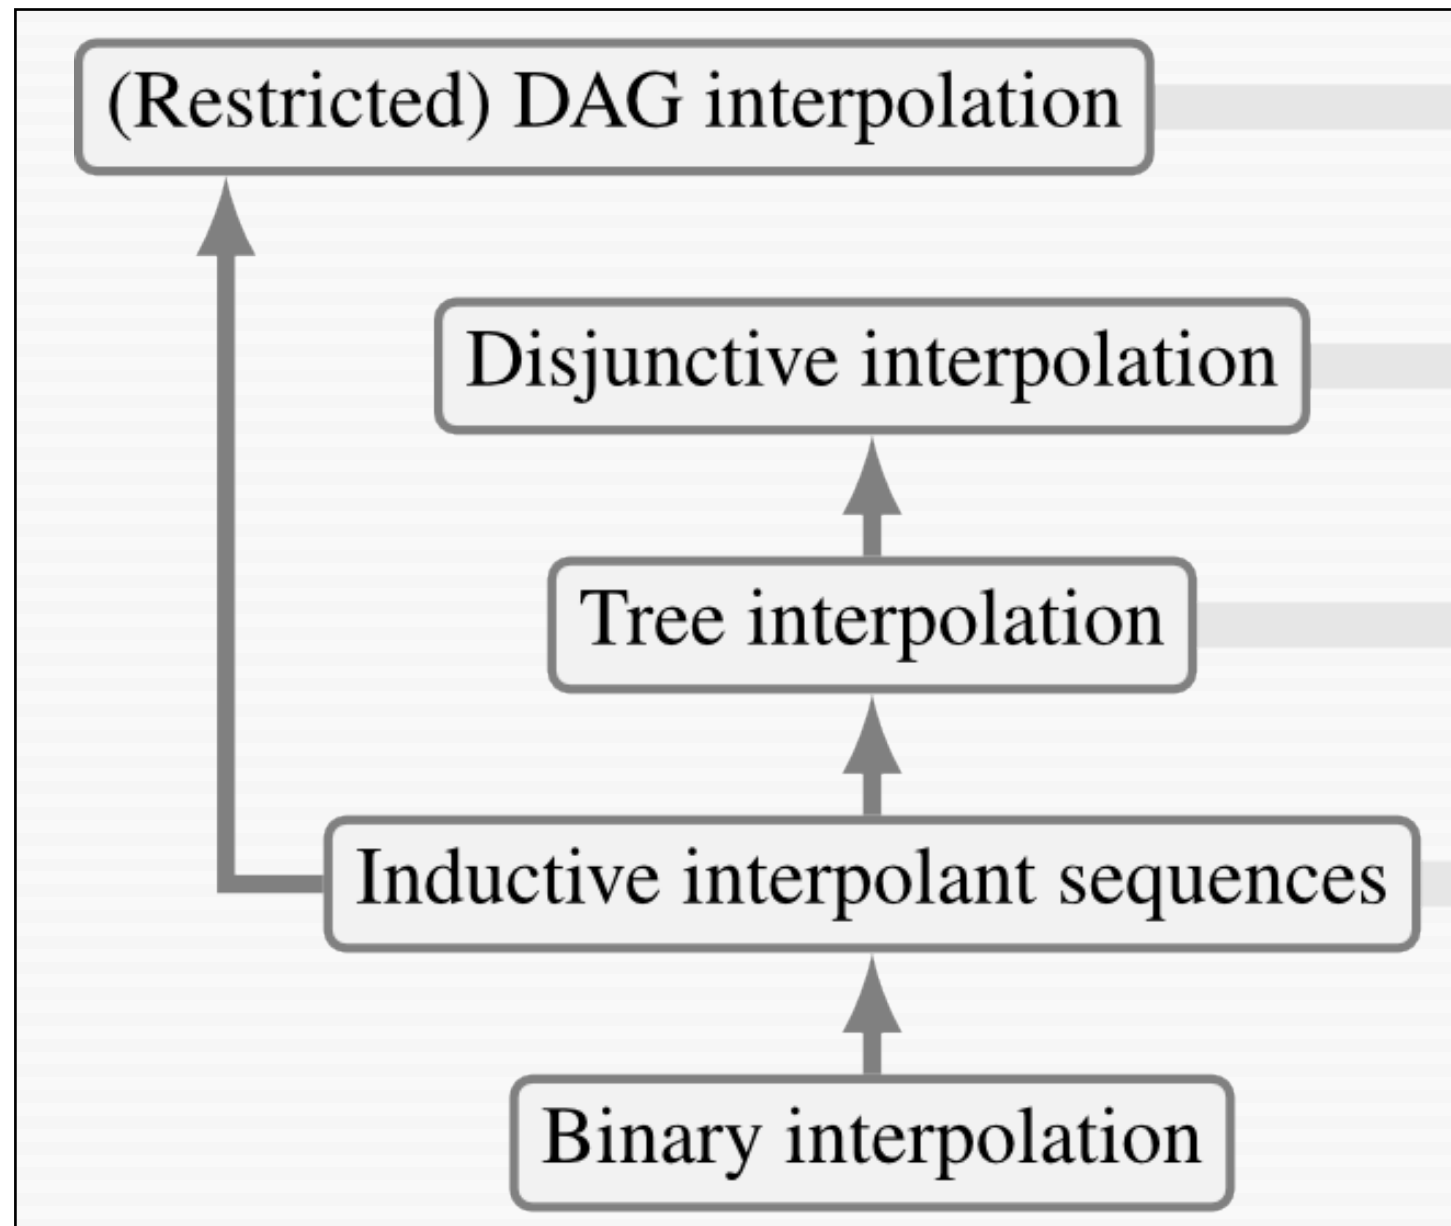 (Restricted) DAG interpolation
Disjunctive interpolation
Tree interpolation
Inductive interpolant sequences
Binary interpolation